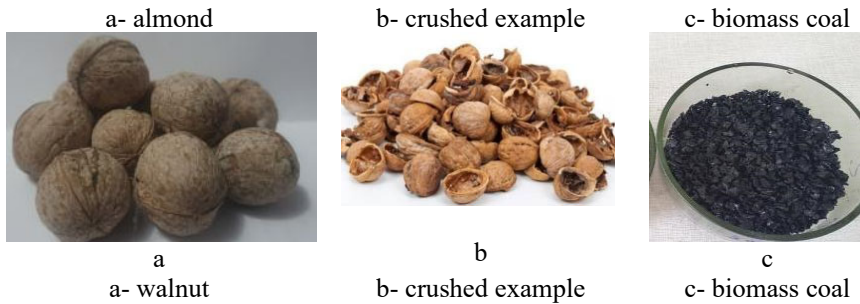 a- almond b- crushed example c- biomass coal
a b c
a- walnut b- crushed example c- biomass coal